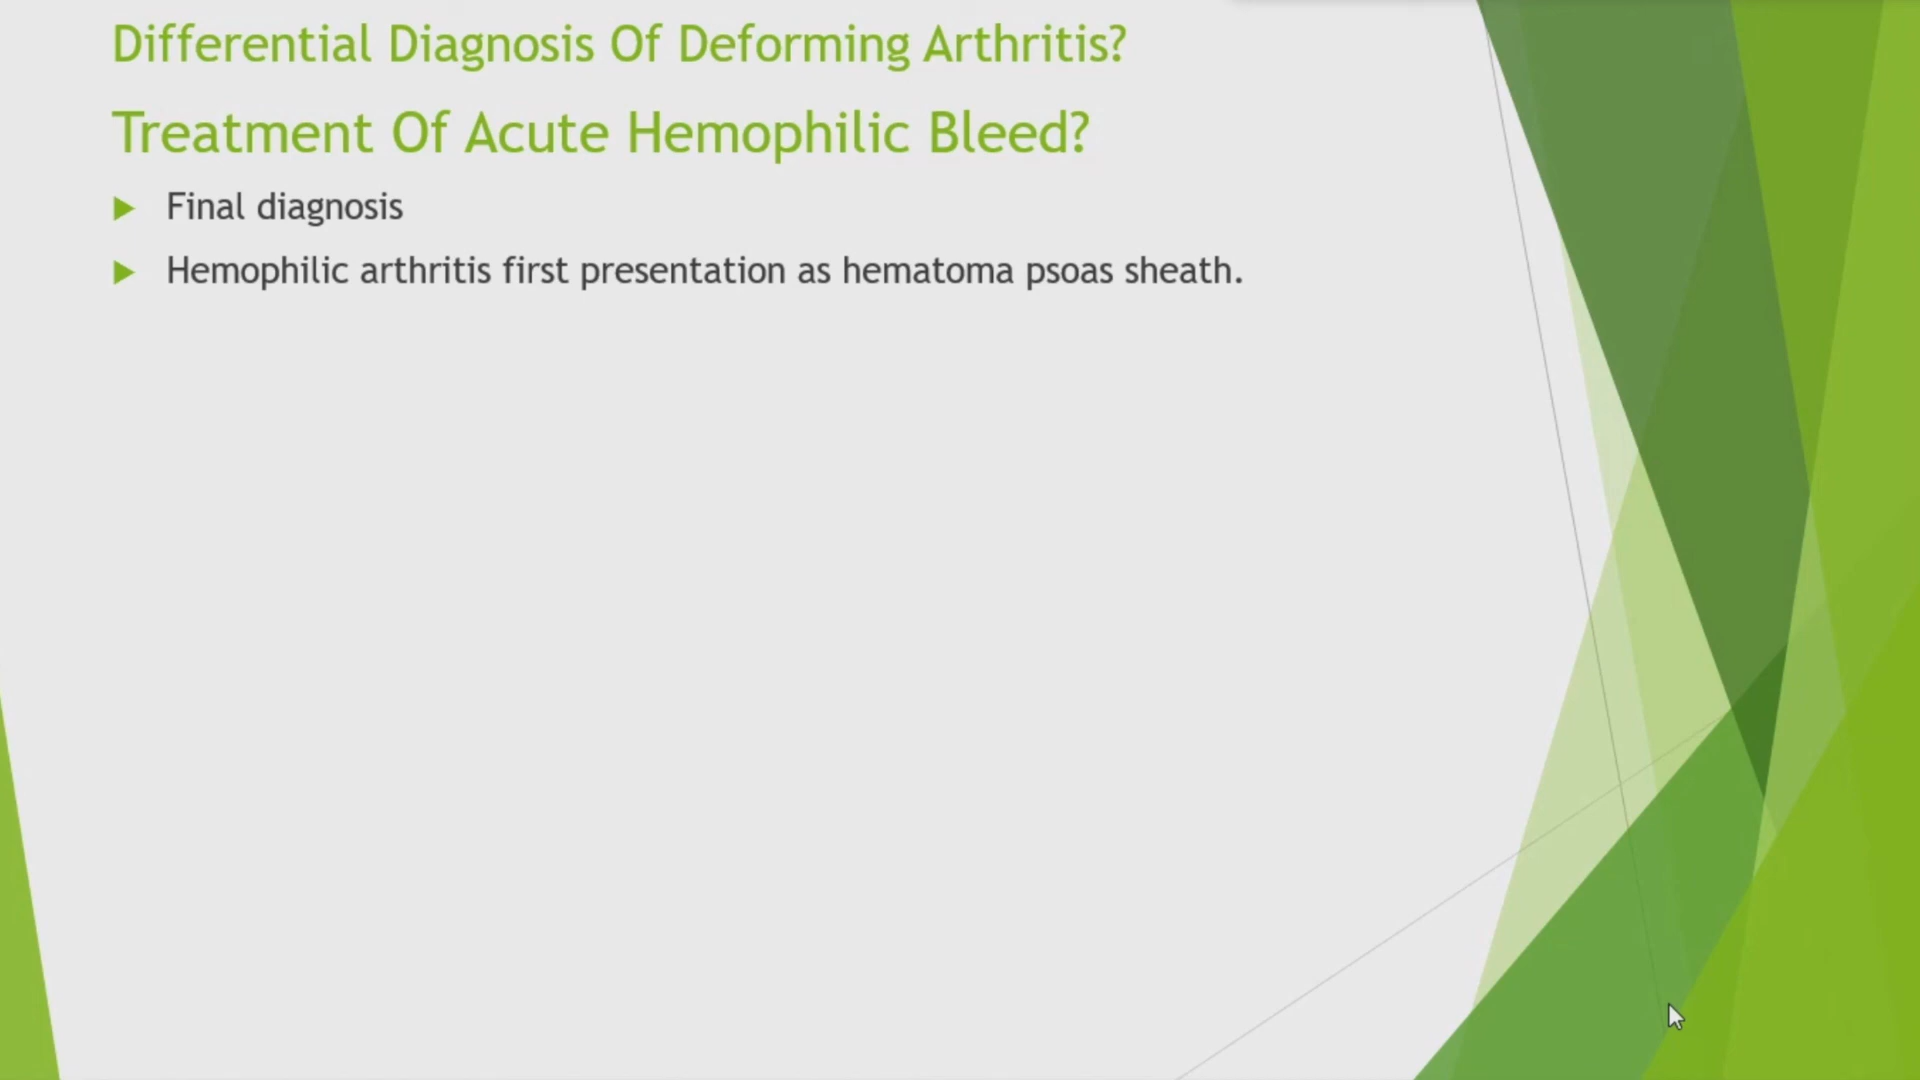 Differential Diagnosis Of Deforming Arthritis?
Treatment Of Acute Hemophilic Bleed?
Final diagnosis
Hemophilic arthritis first presentation as hematoma psoas sheath.